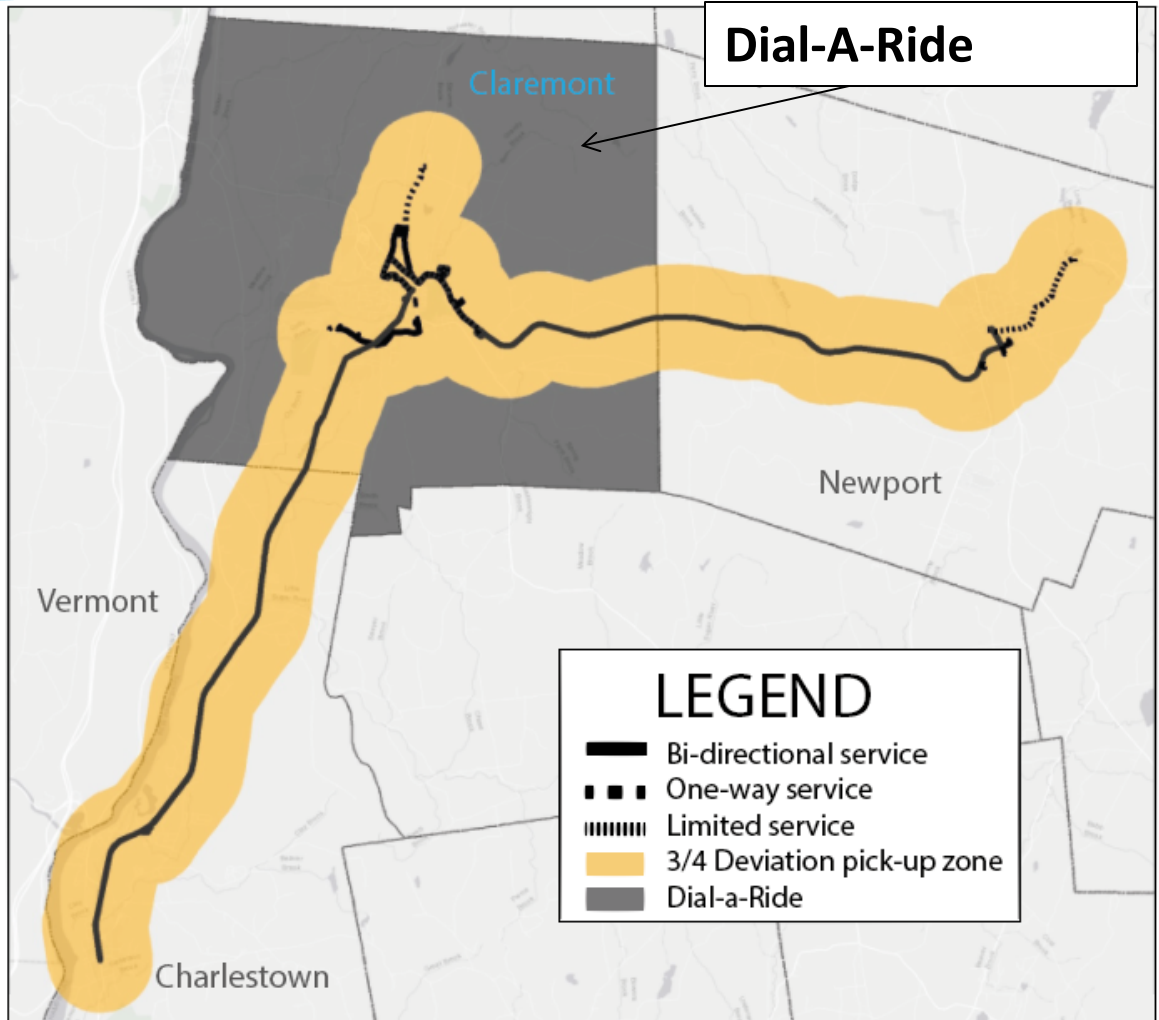 Dial-A-Ride
Claremont
Newport
Vermont
LEGEND
Bi-directional service
One-way service
Limited service
3/4 Deviation pick-up zone
Dial-a-Ride
Charlestown